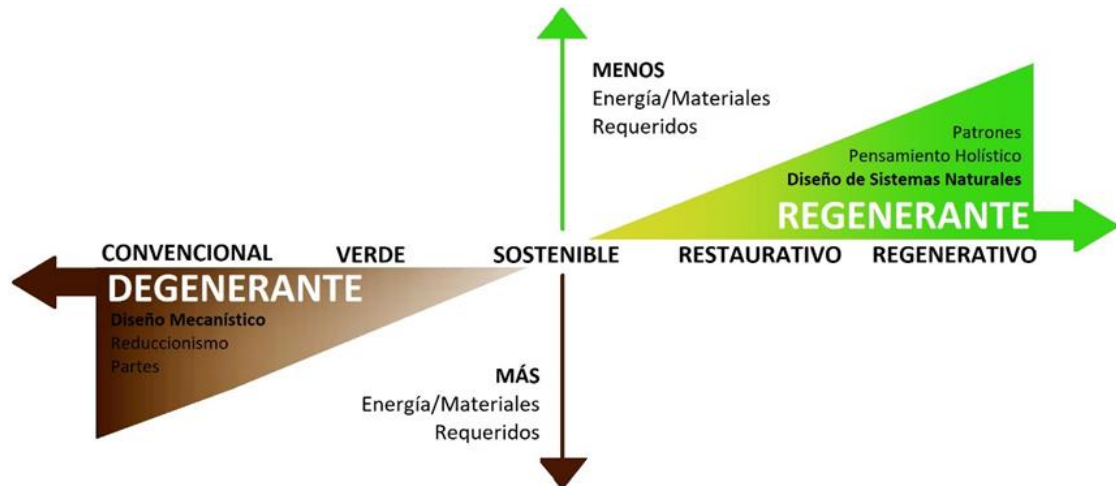 MENOS
Energía/Materiales
Requeridos
Patrones
Pensamiento Holístico
Diseño de Sistemas Naturales
REGENERANTE
CONVENCIONAL
VERDE
SOSTENIBLE
RESTAURATIVO
REGENERATIVO
DEGENERANTE
Diseño Mecanístico
Reduccionismo
Partes
MÁS
Energía/Materiales
Requeridos